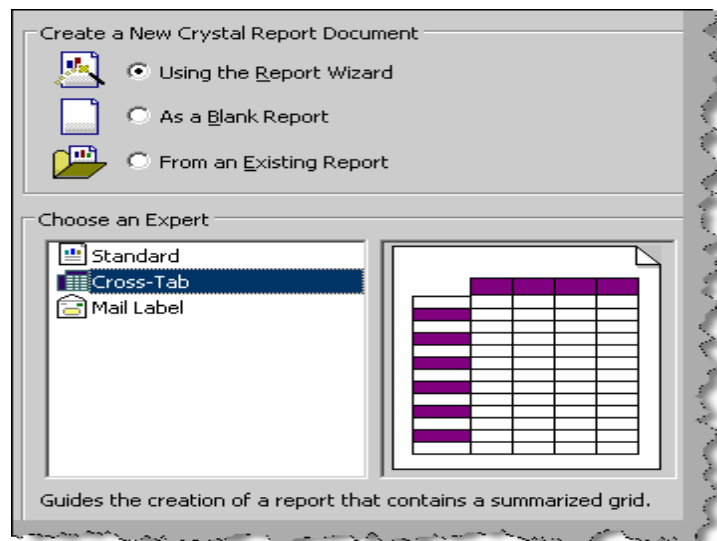 Create a New Crystal Report Document
Using the Report Wizard
As a Blank Report
From an Existing Report
Choose an Expert
Standard
Cross-Tab
Mail Label
Guides the creation of a report that contains a summarized grid.